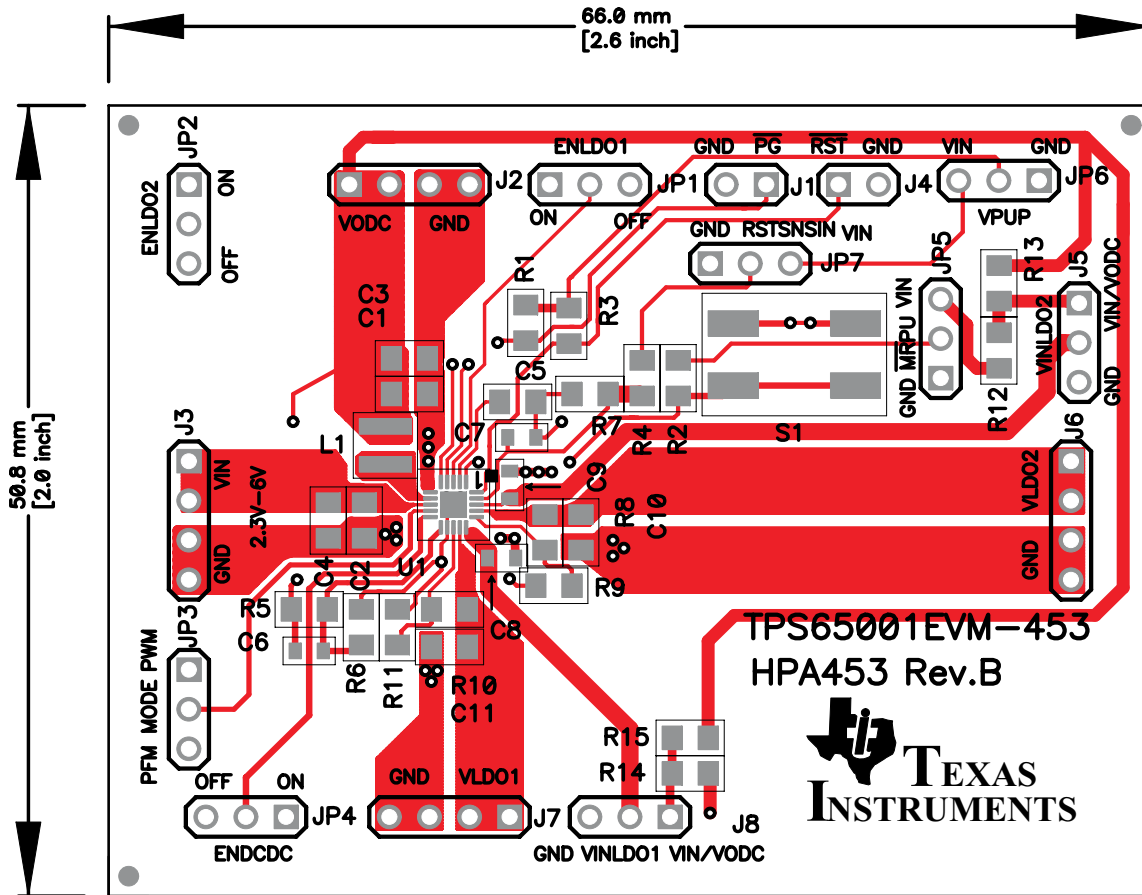 66.0 mm
[2.6 inch]
50.8 mm
[2.0 inch]
JP2
ON
ENLDO2
OFF
J2
VODC
GND
ENLDO1
JP1
ON
OFF
GND
PG
J1
RST
GND
J4
VIN
GND
JP6
VPUP
GND
RSTSNSIN
VIN
JP7
JP5
VIN
MRPU
GND
R13
J5
VIN/VODC
VINLDO2
GND
R12
R1
R3
C3
C1
C5
L1
C7
R7
R4
R2
S1
J3
VIN
2.3V-6V
GND
1
C9
R8
C10
J6
VLDO2
GND
U1
C4
C2
R9
R5
C6
C8
R6
R11
R10
C11
JP3
PFM MODE PWM
TPS65001EVM-453
HPA453 Rev.B
R15
R14
TEXAS
INSTRUMENTS
OFF
ON
JP4
ENDCDC
GND
VLDO1
J7
J8
GND VINLDO1 VIN/VODC